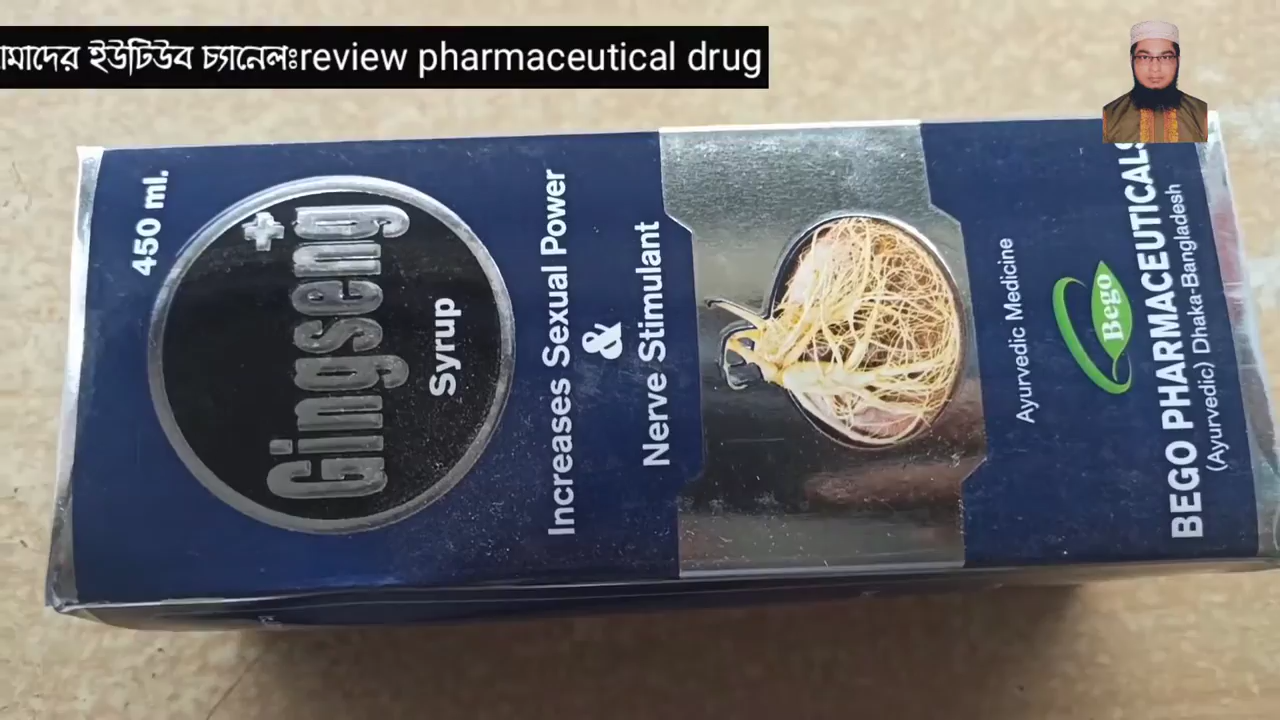 মাদের ইউটিউব চ্যানেলঃreview pharmaceutical drug
450 ml.
Gingseng+
Syrup
Increases Sexual Power
&
Nerve Stimulant
Ayurvedic Medicine
Bego
BEGO PHARMACEUTICALS
(Ayurvedic) Dhaka-Bangladesh